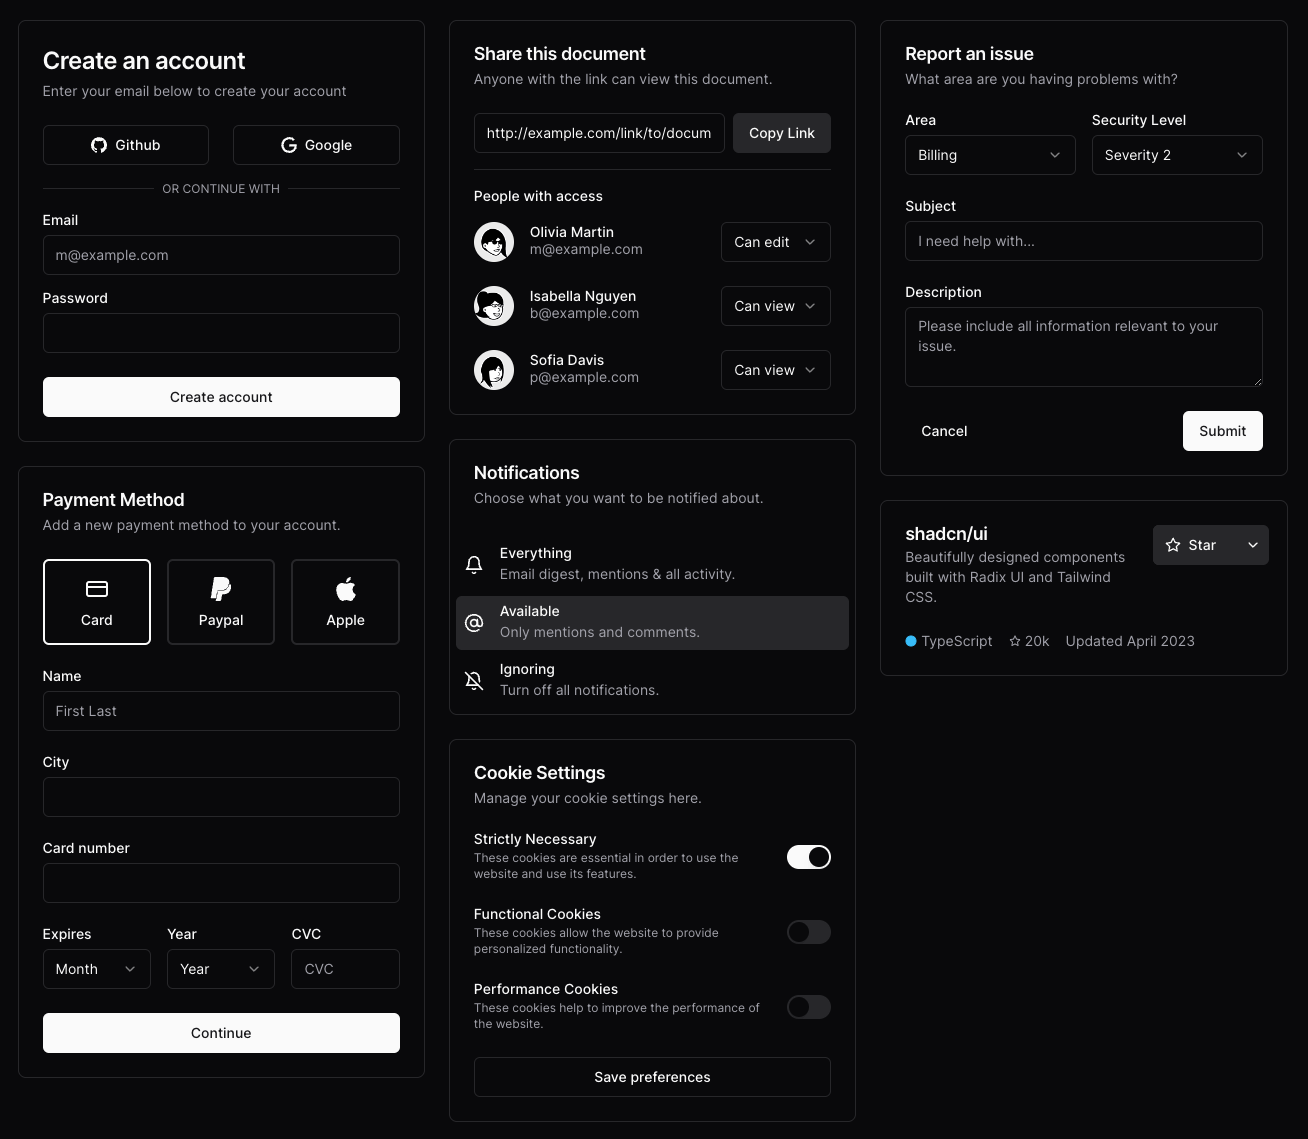 Create an account
Enter your email below to create your account
Github
Google
OR CONTINUE WITH
Email
m@example.com
Password
Create account
Payment Method
Add a new payment method to your account.
Card
Paypal
Apple
Name
First Last
City
Card number
Expires
Year
CVC
Month
Year
CVC
Continue
Share this document
Anyone with the link can view this document.
http://example.com/link/to/docum
Copy Link
People with access
Olivia Martin
m@example.com
Can edit
Isabella Nguyen
b@example.com
Can view
Sofia Davis
p@example.com
Can view
Notifications
Choose what you want to be notified about.
Everything
Email digest, mentions & all activity.
Available
Only mentions and comments.
Ignoring
Turn off all notifications.
Cookie Settings
Manage your cookie settings here.
Strictly Necessary
These cookies are essential in order to use the
website and use its features.
Functional Cookies
These cookies allow the website to provide
personalized functionality.
Performance Cookies
These cookies help to improve the performance of
the website.
Save preferences
Report an issue
What area are you having problems with?
Area
Security Level
Billing
Severity 2
Subject
I need help with...
Description
Please include all information relevant to your
issue.
Cancel
Submit
shadcn/ui
Beautifully designed components
built with Radix UI and Tailwind
CSS.
Star
TypeScript
20k
Updated April 2023